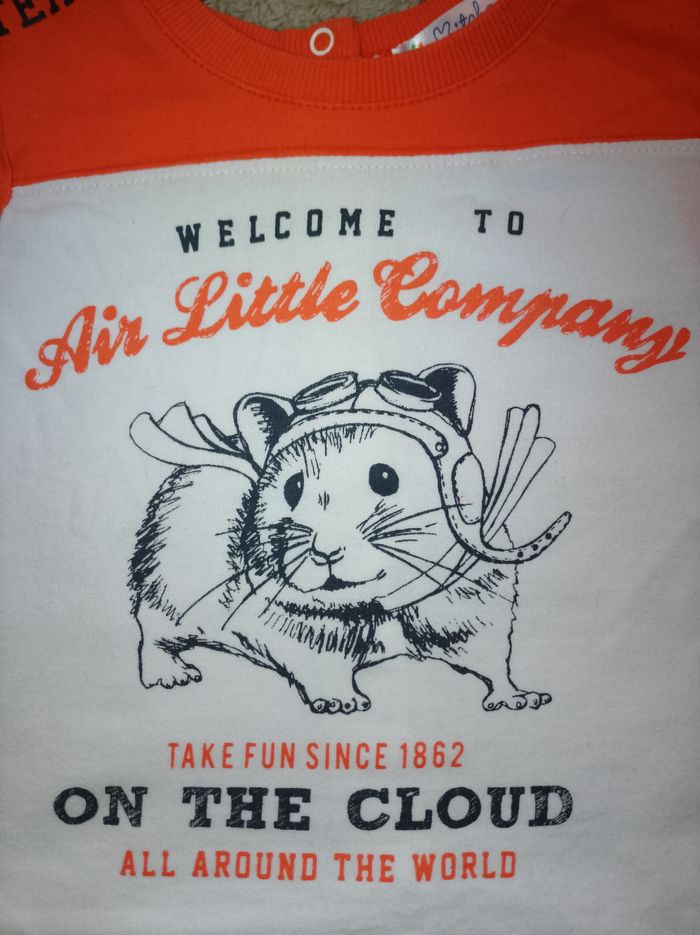 WELCOME TO
Air Little Company
TAKE FUN SINCE 1862
ON THE CLOUD
ALL AROUND THE WORLD